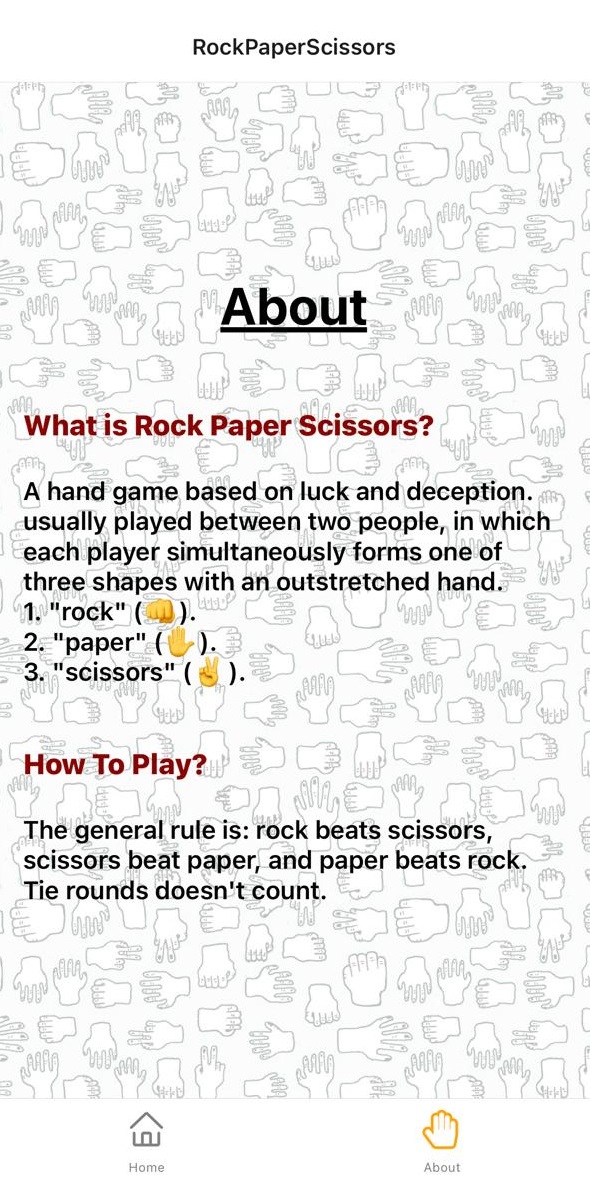 RockPaperScissors
About
What is Rock Paper Scissors?
A hand game based on luck and deception.
usually played between two people, in which
each player simultaneously forms one of
three shapes with an outstretched hand.
1. "rock" (👊).
2. "paper" (✋).
3. "scissors" (✌️ ).
How To Play?
The general rule is: rock beats scissors,
scissors beat paper, and paper beats rock.
Tie rounds doesn't count.
Home
About